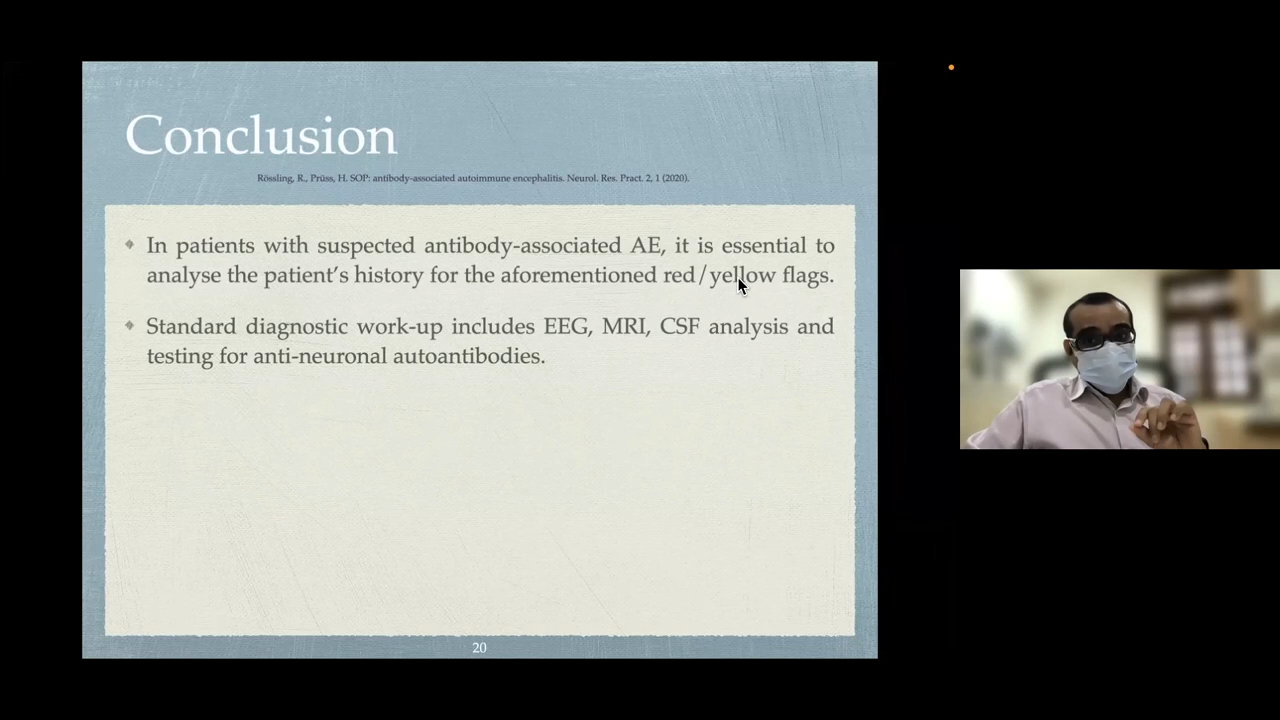 Conclusion
Rössling, R., Prüss, H. SOP: antibody-associated autoimmune encephalitis. Neurol. Res. Pract. 2, 1 (2020).
In patients with suspected antibody-associated AE, it is essential to
analyse the patient's history for the aforementioned red/yellow flags.
Standard diagnostic work-up includes EEG, MRI, CSF analysis and
testing for anti-neuronal autoantibodies.
20